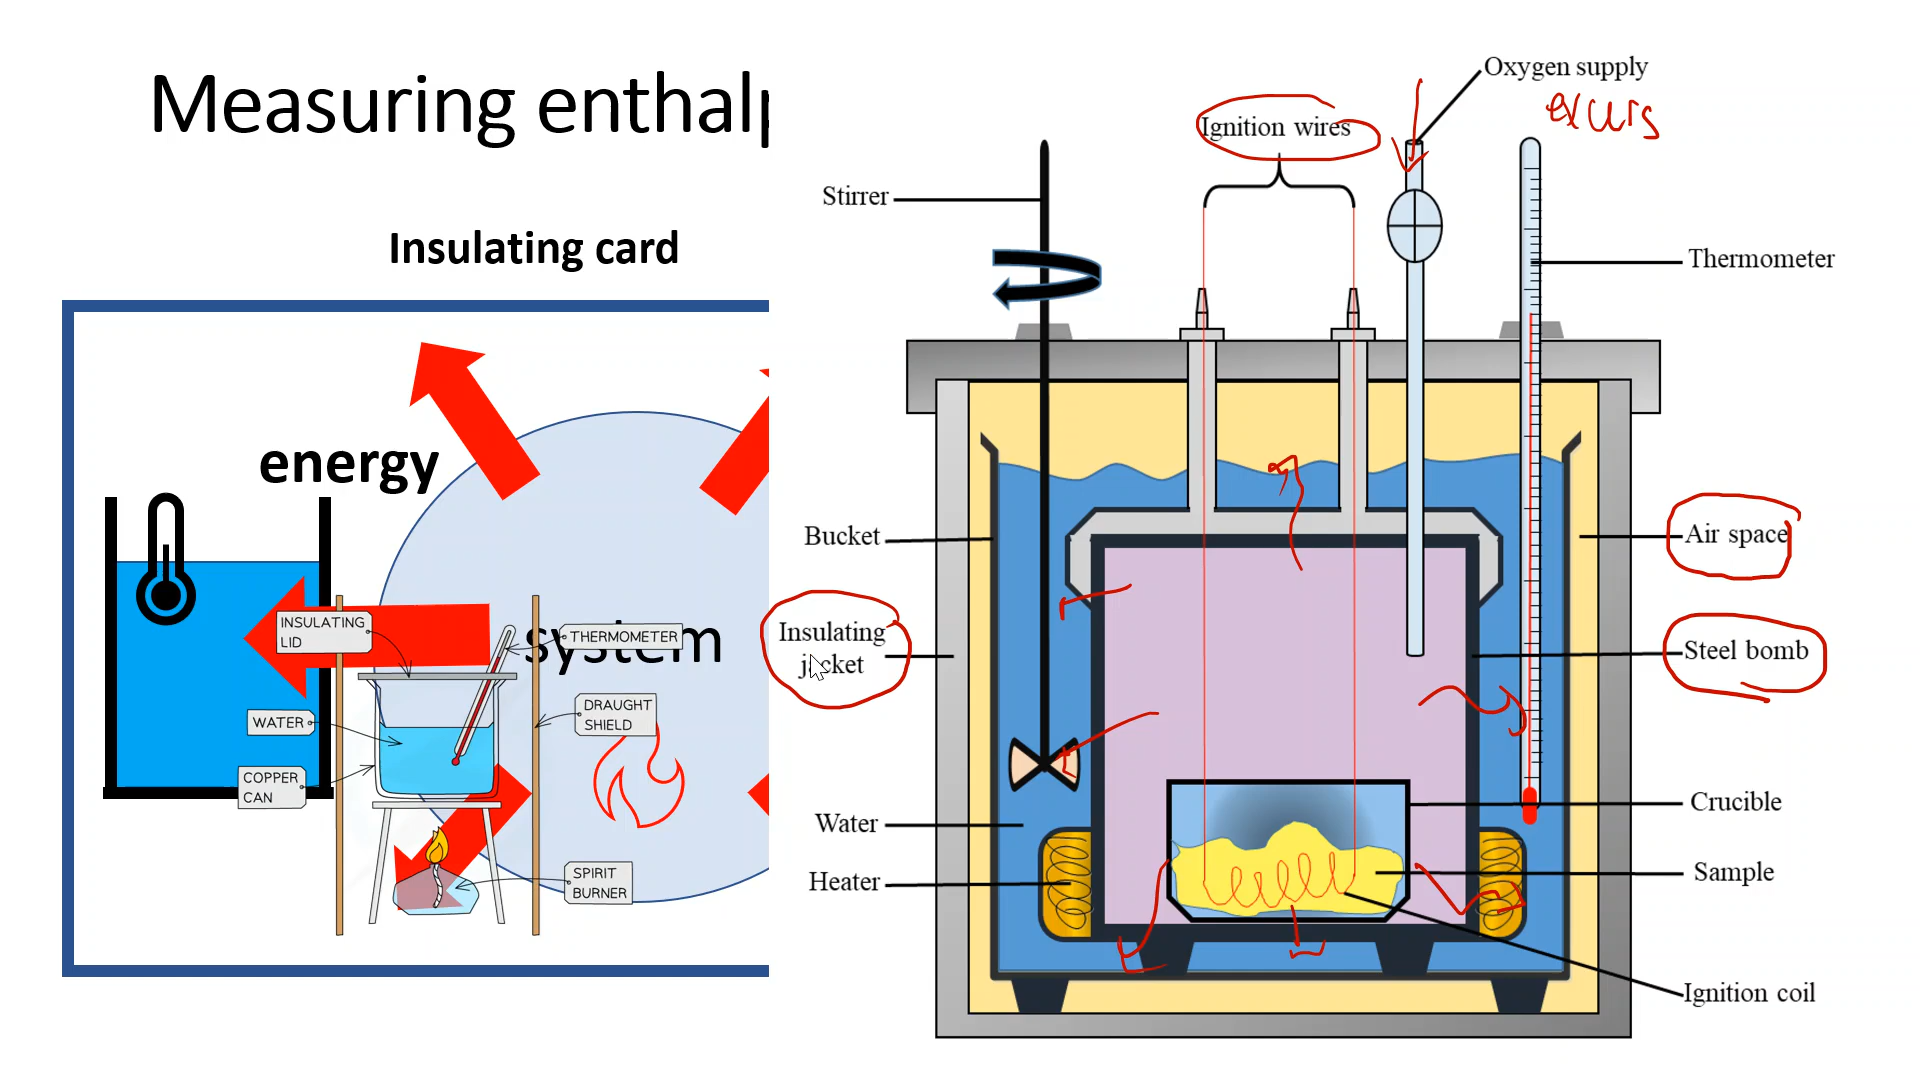 Measuring enthalp
Insulating card
energy
system
INSULATING
LID
THERMOMETER
WATER
DRAUGHT
SHIELD
COPPER
CAN
SPIRIT
BURNER
Oxygen supply
Ignition wires
Stirrer
Thermometer
Bucket
Air space
Insulating
jacket
Steel bomb
Water
Crucible
Heater
Sample
Ignition coil